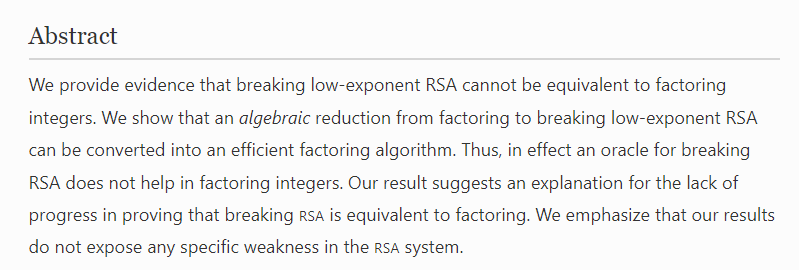 Abstract
We provide evidence that breaking low-exponent RSA cannot be equivalent to factoring
integers. We show that an algebraic reduction from factoring to breaking low-exponent RSA
can be converted into an efficient factoring algorithm. Thus, in effect an oracle for breaking
RSA does not help in factoring integers. Our result suggests an explanation for the lack of
progress in proving that breaking RSA is equivalent to factoring. We emphasize that our results
do not expose any specific weakness in the RSA system.